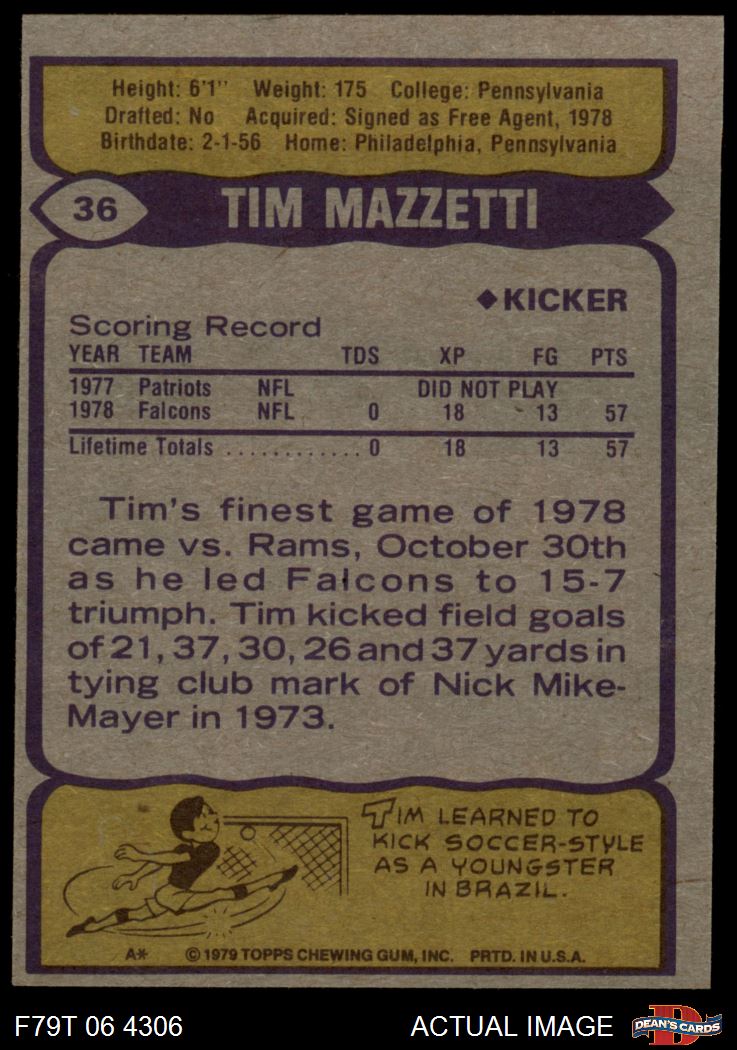 Height: 6'1" Weight: 175 College: Pennsylvania
Drafted: No Acquired: Signed as Free Agent, 1978
Birthdate: 2-1-56 Home: Philadelphia, Pennsylvania
36 TIM MAZZETTI
◆KICKER
Scoring Record
YEAR TEAM TDS XP FG PTS
1977 Patriots NFL DID NOT PLAY
1978 Falcons NFL 0 18 13 57
Lifetime Totals ............ 0 18 13 57
Tim's finest game of 1978
came vs. Rams, October 30th
as he led Falcons to 15-7
triumph. Tim kicked field goals
of 21, 37, 30, 26 and 37 yards in
tying club mark of Nick Mike-
Mayer in 1973.
TIM LEARNED TO
KICK SOCCER-STYLE
AS A YOUNGSTER
IN BRAZIL.
A* ©1979 TOPPS CHEWING GUM, INC. PRTD. IN U.S.A.
F79T 06 4306 ACTUAL IMAGE D DEAN'S CARDS